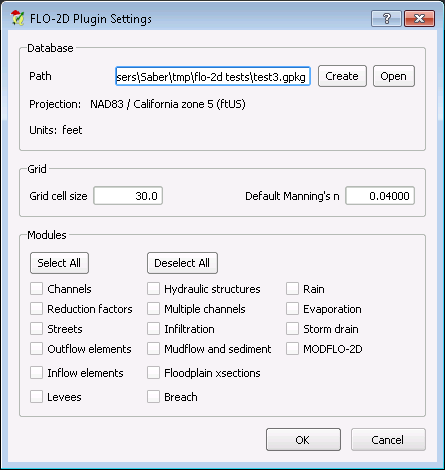 FLO-2D Plugin Settings
Database
Path sers\Saber\tmp\flo-2d tests\test3.gpkg Create Open
Projection: NAD83 / California zone 5 (ftUS)
Units: feet
Grid
Grid cell size 30.0 Default Manning's n 0.04000
Modules
Select All Deselect All
Channels Hydraulic structures Rain
Reduction factors Multiple channels Evaporation
Streets Infiltration Storm drain
Outflow elements Mudflow and sediment MODFLO-2D
Inflow elements Floodplain xsections
Levees Breach
OK Cancel